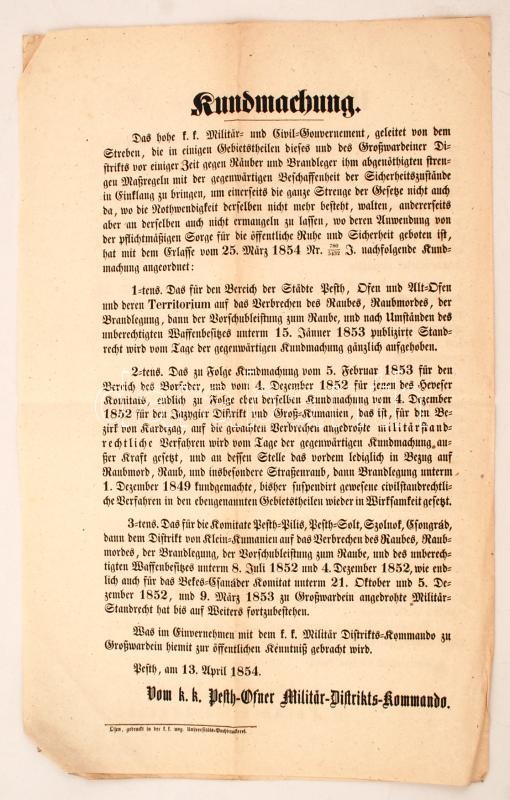 Kundmachung.
Das hohe k. k. Militär- und Civil-Gouvernement, geleitet von dem
Streben, die in einigen Gebietstheilen dieses und des Großwardeiner Di-
strikts vor einiger Zeit gegen Räuber und Brandleger ihm abgenöthigten stren-
gen Maßregeln mit der gegenwärtigen Beschaffenheit der Sicherheitszustände
in Einklang zu bringen, um einerseits die ganze Strenge der Gesetze nicht auch
da, wo die Nothwendigkeit derselben nicht mehr besteht, walten, andererseits
aber an derselben auch nicht ermangeln zu lassen, wo deren Anwendung von
der pflichtmäßigen Sorge für die öffentliche Ruhe und Sicherheit geboten ist,
hat mit dem Erlasse vom 25. März 1854 Nr. J. nachfolgende Kund-
machung angeordnet:
1-tens. Das für den Bereich der Städte Pesth, Ofen und Alt-Ofen
und deren Territorium auf das Verbrechen des Raubes, Raubmordes, der
Brandlegung, dann der Vorschubleistung zum Raube, und nach Umständen des
unberechtigten Waffenbesitzes unterm 15. Jänner 1853 publizirte Stand-
recht wird vom Tage der gegenwärtigen Kundmachung gänzlich aufgehoben.
2-tens. Das zu Folge Kundmachung vom 5. Februar 1853 für den
Bereich des Borsoder, und vom 4. Dezember 1852 für jenen des Heveser
Komitats, endlich zu Folge eben derselben Kundmachung vom 4. Dezember
1852 für den Jazygier Distrikt und Groß-Kumanien, das ist, für den Be-
zirk von Kardszag, auf die gedachten Verbrechen angedrohte militärstand-
rechtliche Verfahren wird vom Tage der gegenwärtigen Kundmachung, au-
ßer Kraft gesetzt, und an dessen Stelle das vordem lediglich in Bezug auf
Raubmord, Raub, und insbesondere Straßenraub, dann Brandlegung unterm
1. Dezember 1849 kundgemachte, bisher suspendirt gewesene civilstandrechtli-
che Verfahren in den ebengenannten Gebietstheilen wieder in Wirksamkeit gesetzt.
3-tens. Das für die Komitate Pesth-Pilis, Pesth-Solt, Szolnok, Csongrád,
dann dem Distrikt von Klein-Kumanien auf das Verbrechen des Raubes, Raub-
mordes, der Brandlegung, der Vorschubleistung zum Raube, und des unberech-
tigten Waffenbesitzes unterm 8. Juli 1852 und 4. Dezember 1852, wie end-
lich auch für das Bekes-Csanáder Komitat unterm 21. Oktober und 5. De-
zember 1852, und 9. März 1853 zu Großwardein angedrohte Militär-
Standrecht hat bis auf Weiters fortzubestehen.
Was im Einvernehmen mit dem k. k. Militär Distrikts-Kommando zu
Großwardein hiemit zur öffentlichen Kenntniß gebracht wird.
Pesth, am 13. April 1854.
Vom k. k. Pesth-Ofner Militär-Distrikts-Kommando.
Ofen, gedruckt in der k. k. ung. Universitäts-Buchdruckerei.